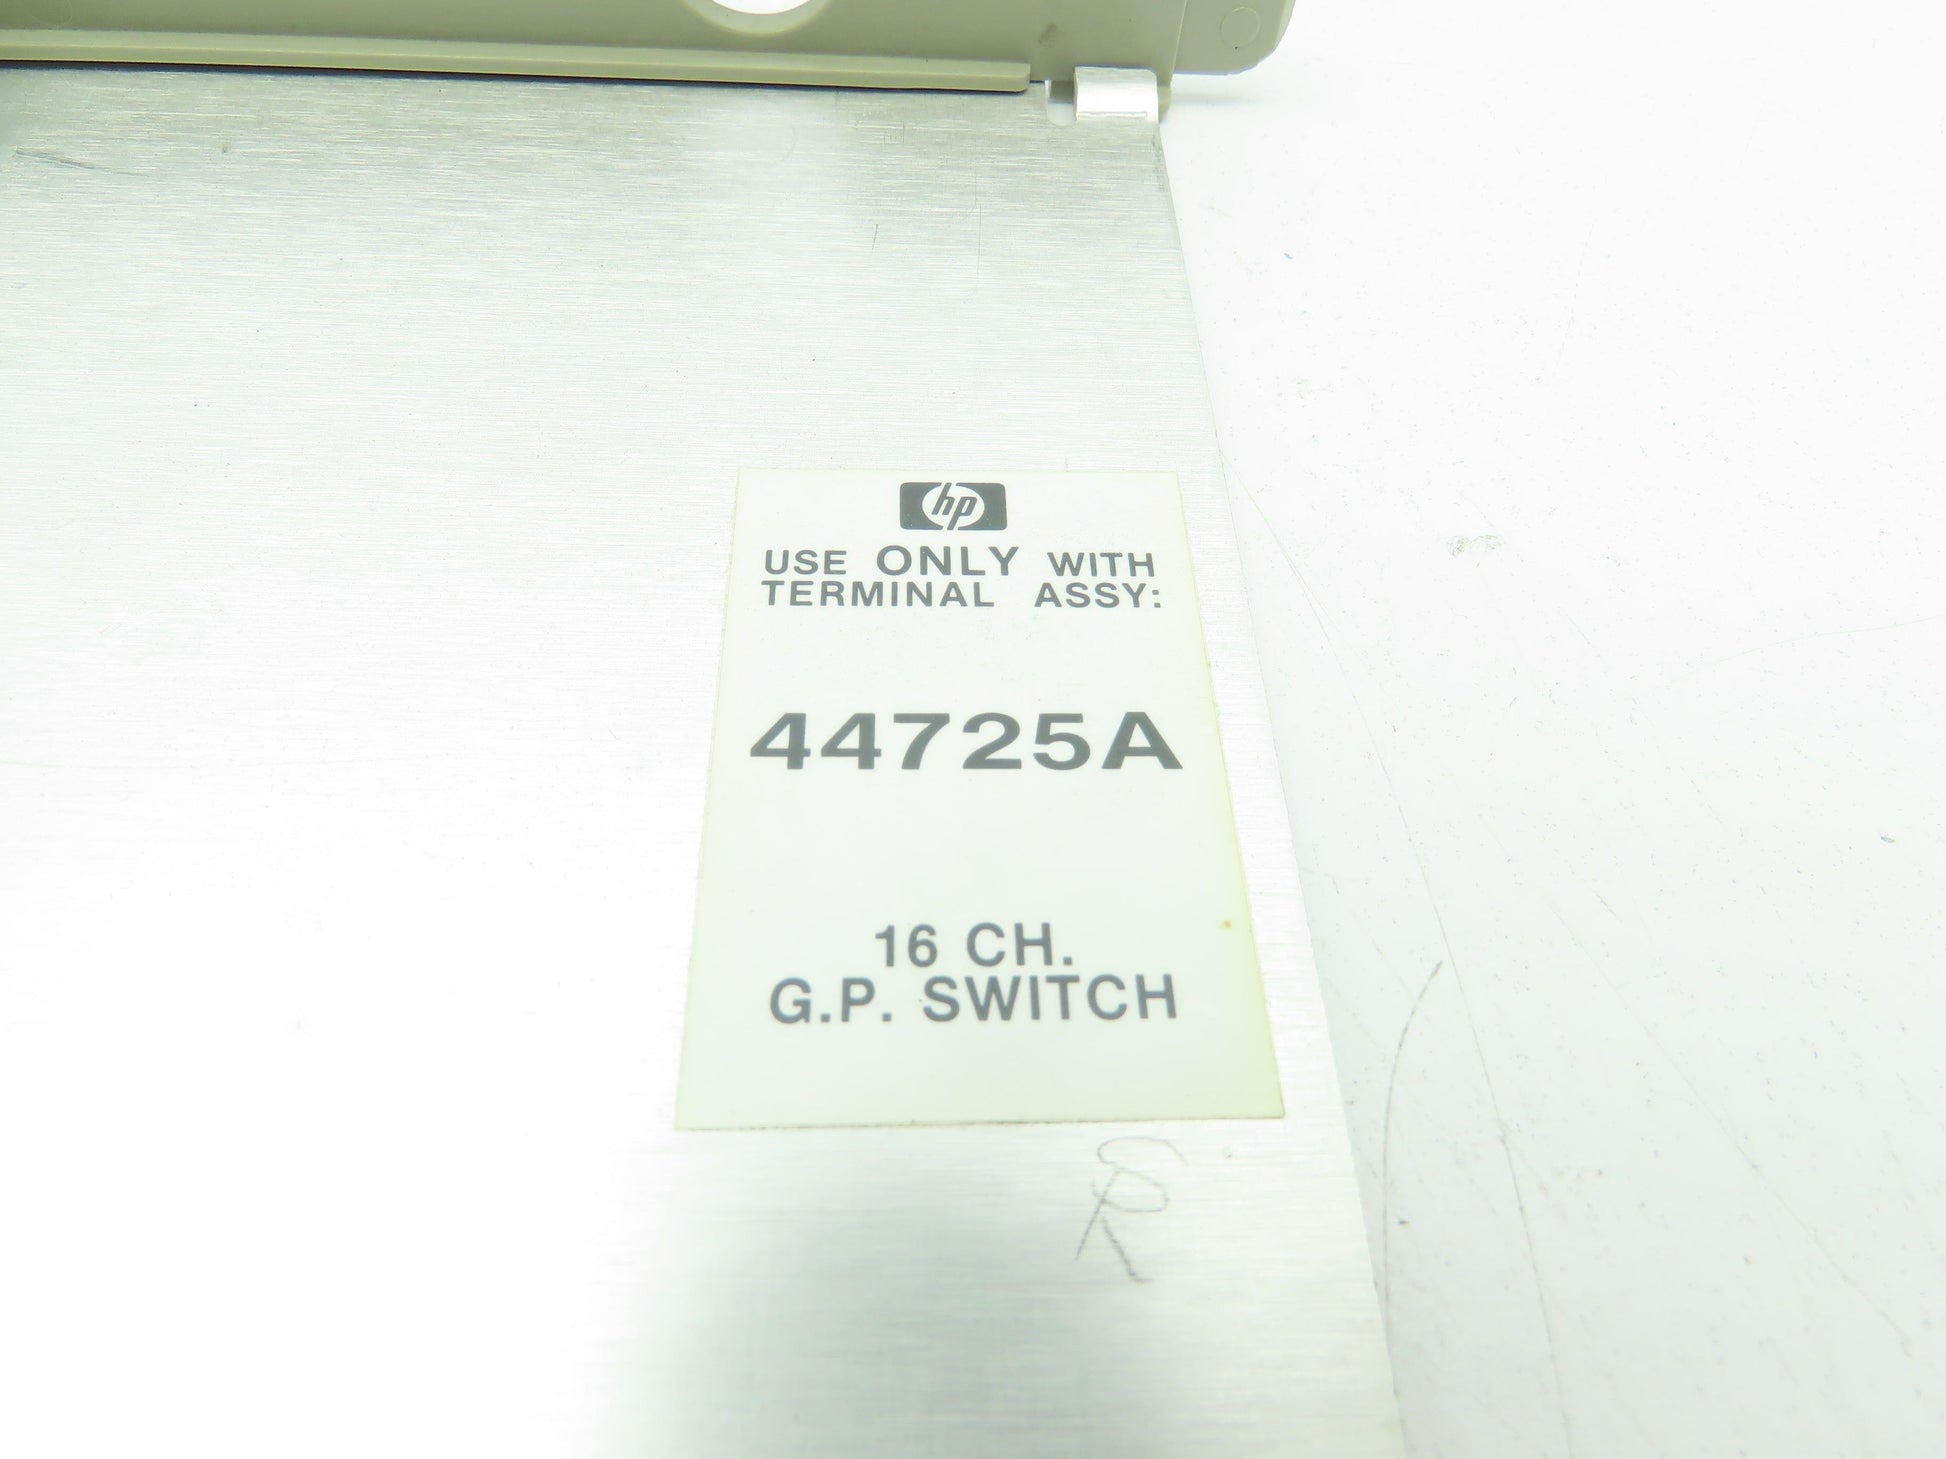 hp
USE ONLY WITH
TERMINAL ASSY:
44725A
16 CH.
G.P. SWITCH